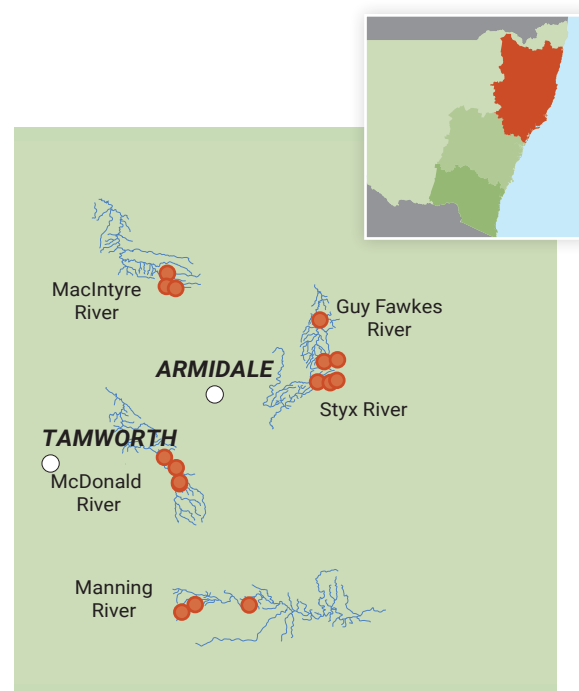 MacIntyre
River
Guy Fawkes
River
ARMIDALE
Styx River
TAMWORTH
McDonald
River
Manning
River